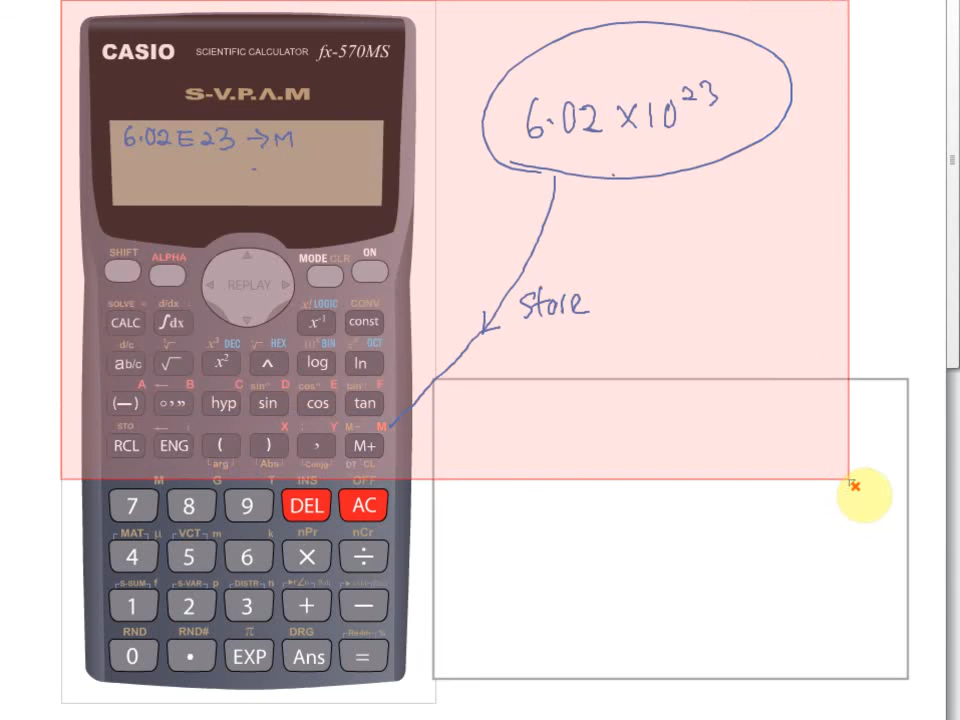 CASIO SCIENTIFIC CALCULATOR fx-570MS
S-V.P.A.M
6.02 E 23 → M
6.02 × 10²³
store
SHIFT ALPHA MODE CLR ON
REPLAY
SOLVE = d/dx : x! LOGIC CONV
CALC ∫dx x⁻¹ const
d/c x³ DEC HEX BIN OCT
ab/c √ x² ^ log ln
A ← B C sin⁻¹ D cos⁻¹ E tan⁻¹ F
(—) °,,, hyp sin cos tan
STO ← i X ; Y M− M
RCL ENG ( ) , M+
arg Abs Conjg DT CL
M G T INS OFF
7 8 9 DEL AC
MAT µ VCT m k nPr nCr
4 5 6 × ÷
S-SUM f S-VAR p DISTR n
1 2 3 + −
RND RND# π DRG %
0 • EXP Ans =